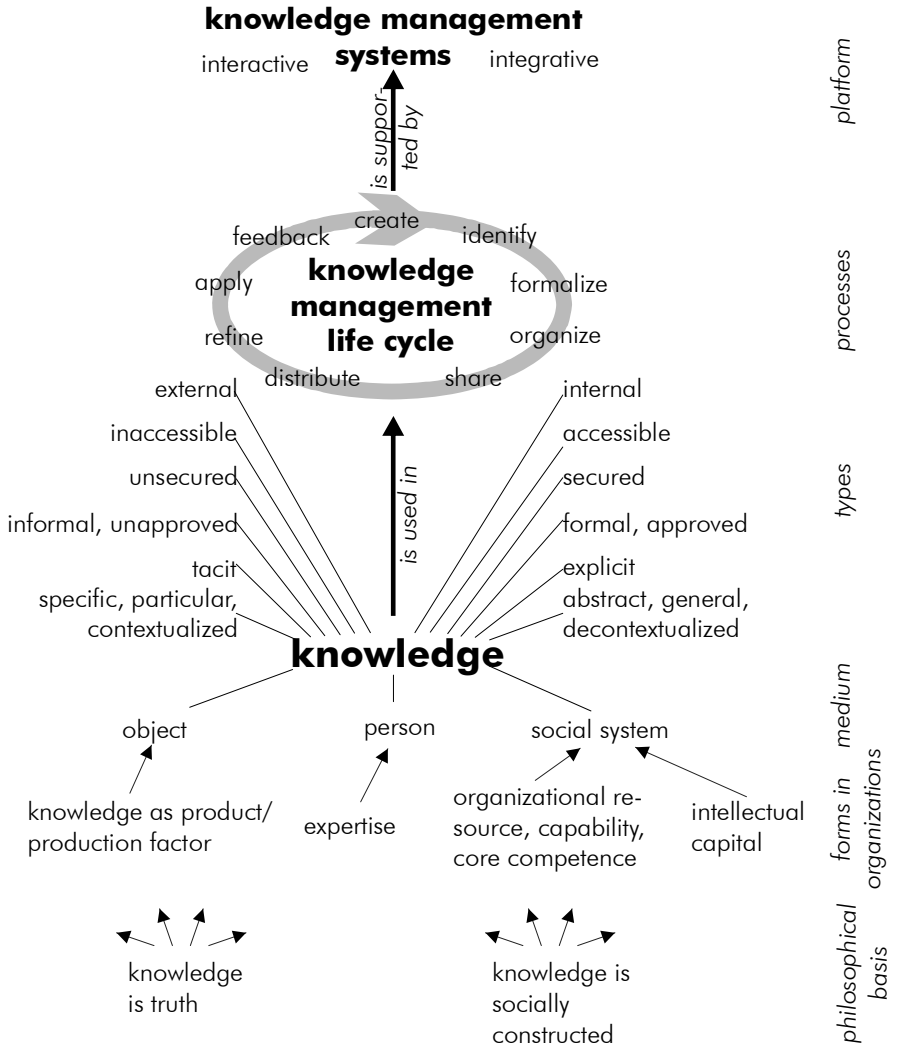 knowledge management
systems
interactive
integrative
platform
is suppor-
ted by
create
feedback
identify
apply
knowledge
management
life cycle
formalize
refine
organize
distribute
share
processes
external
internal
inaccessible
accessible
unsecured
secured
informal, unapproved
formal, approved
tacit
explicit
specific, particular,
contextualized
abstract, general,
decontextualized
is used in
types
knowledge
object
person
social system
medium
knowledge as product/
production factor
expertise
organizational re-
source, capability,
core competence
intellectual
capital
forms in
organizations
knowledge
is truth
knowledge is
socially
constructed
philosophical
basis